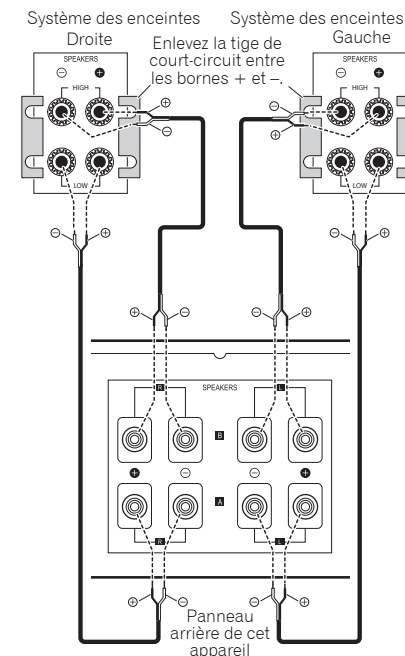 Système des enceintes
Droite
Système des enceintes
Gauche
Enlevez la tige de
court-circuit entre
les bornes + et –.
SPEAKERS
⊖ ⊕
HIGH
LOW
SPEAKERS
⊖ ⊕
HIGH
LOW
⊕
⊖
⊖
⊕
⊖ ⊕
⊖ ⊕
⊕ ⊖
⊖ ⊕
R SPEAKERS L
B
⊕ ⊖ ⊖ ⊕
A
R L
⊕ ⊖
⊖ ⊕
Panneau
arrière de cet
appareil